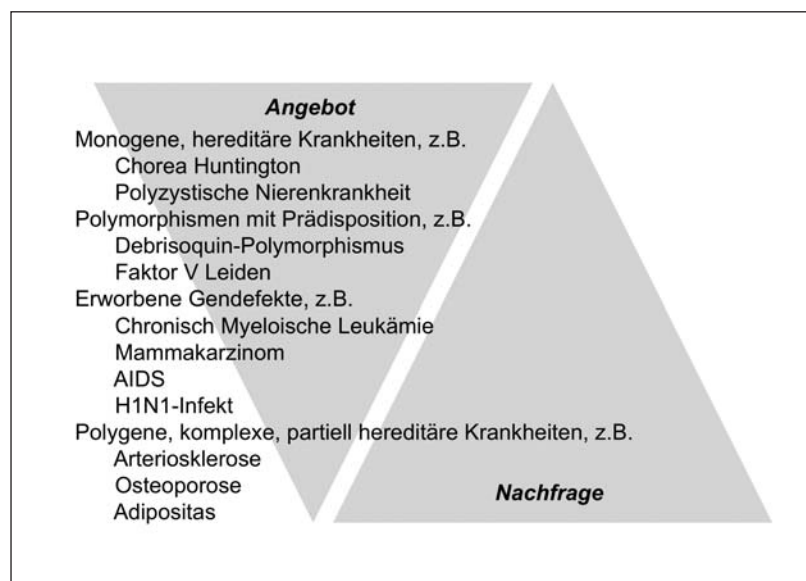 Angebot
Monogene, hereditäre Krankheiten, z.B.
Chorea Huntington
Polyzystische Nierenkrankheit
Polymorphismen mit Prädisposition, z.B.
Debrisoquin-Polymorphismus
Faktor V Leiden
Erworbene Gendefekte, z.B.
Chronisch Myeloische Leukämie
Mammakarzinom
AIDS
H1N1-Infekt
Polygene, komplexe, partiell hereditäre Krankheiten, z.B.
Arteriosklerose
Osteoporose
Adipositas
Nachfrage